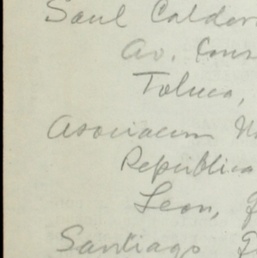 Saul Calder
Av. Cons
Toluca,
Asociacion
Republica
Leon, G
Santiago